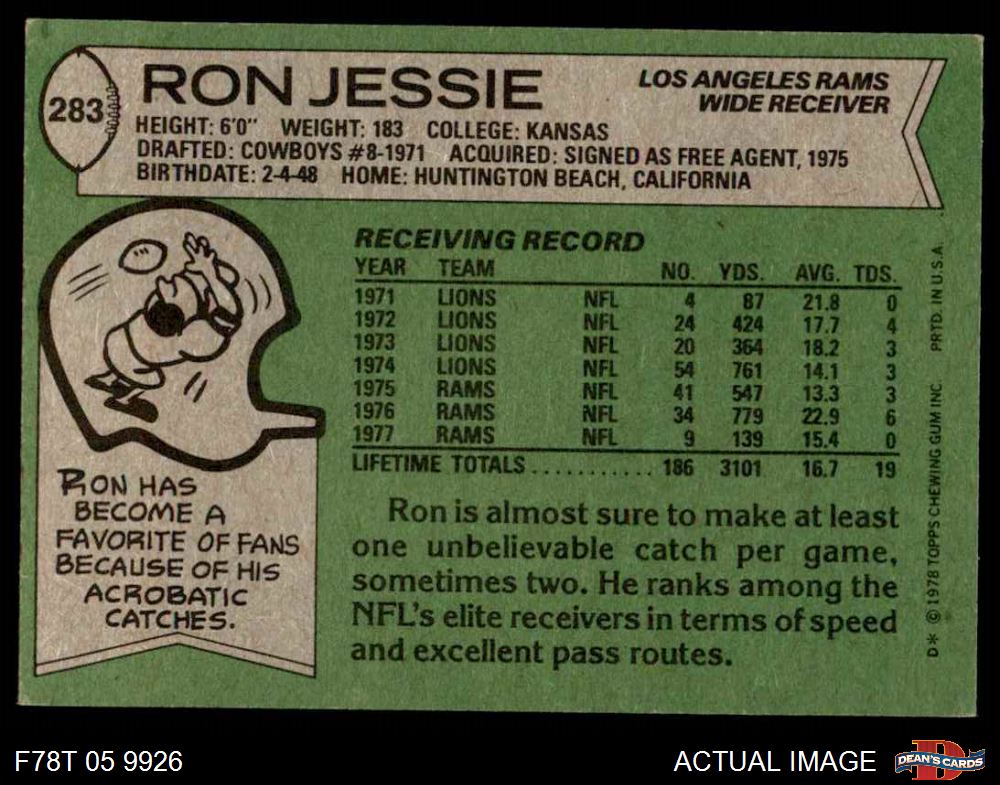 283
RON JESSIE
LOS ANGELES RAMS
WIDE RECEIVER
HEIGHT: 6'0" WEIGHT: 183 COLLEGE: KANSAS
DRAFTED: COWBOYS #8-1971 ACQUIRED: SIGNED AS FREE AGENT, 1975
BIRTHDATE: 2-4-48 HOME: HUNTINGTON BEACH, CALIFORNIA
RECEIVING RECORD
YEAR TEAM NO. YDS. AVG. TDS.
1971 LIONS NFL 4 87 21.8 0
1972 LIONS NFL 24 424 17.7 4
1973 LIONS NFL 20 364 18.2 3
1974 LIONS NFL 54 761 14.1 3
1975 RAMS NFL 41 547 13.3 3
1976 RAMS NFL 34 779 22.9 6
1977 RAMS NFL 9 139 15.4 0
LIFETIME TOTALS........... 186 3101 16.7 19
RON HAS
BECOME A
FAVORITE OF FANS
BECAUSE OF HIS
ACROBATIC
CATCHES.
Ron is almost sure to make at least
one unbelievable catch per game,
sometimes two. He ranks among the
NFL's elite receivers in terms of speed
and excellent pass routes.
D* © 1978 TOPPS CHEWING GUM INC. PRTD. IN U.S.A.
F78T 05 9926
ACTUAL IMAGE
DEAN'S CARDS